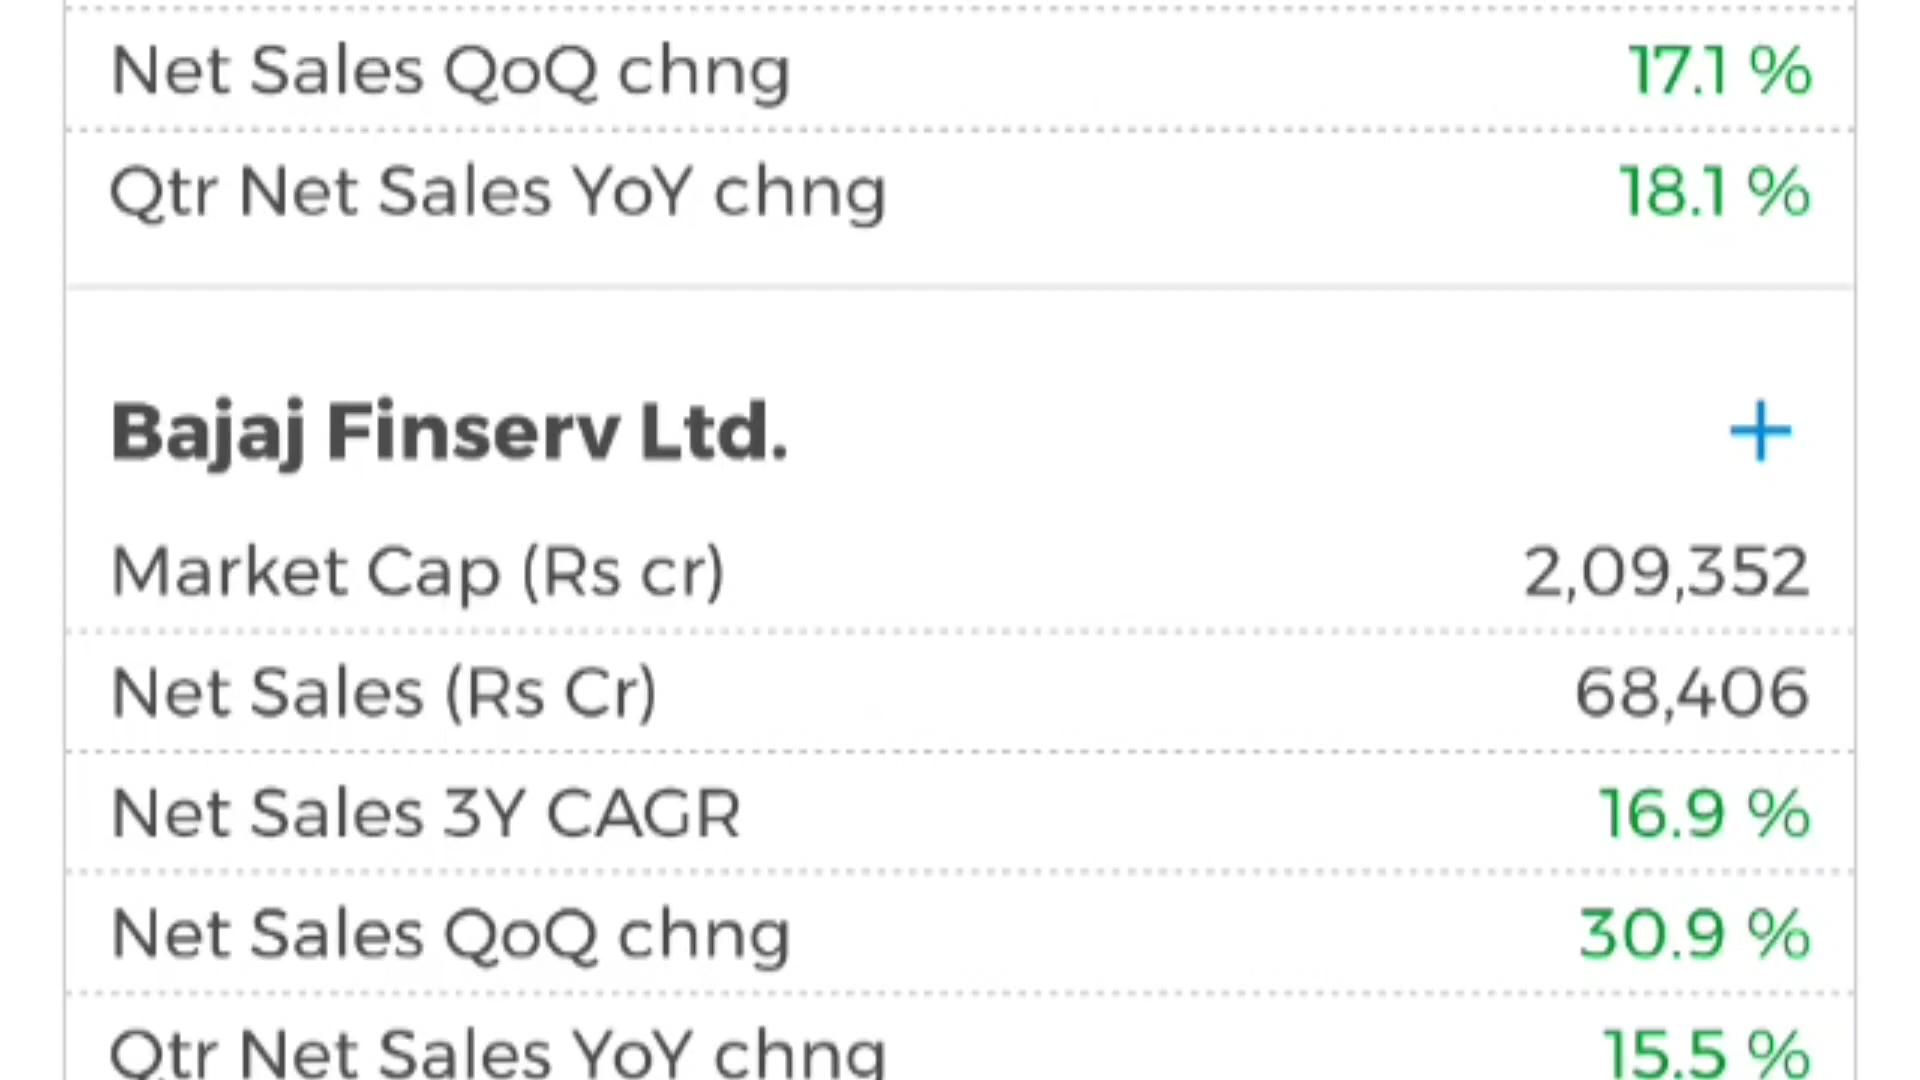 Net Sales QoQ chng 17.1 %
Qtr Net Sales YoY chng 18.1 %
Bajaj Finserv Ltd. +
Market Cap (Rs cr) 2,09,352
Net Sales (Rs Cr) 68,406
Net Sales 3Y CAGR 16.9 %
Net Sales QoQ chng 30.9 %
Qtr Net Sales YoY chng 15.5 %